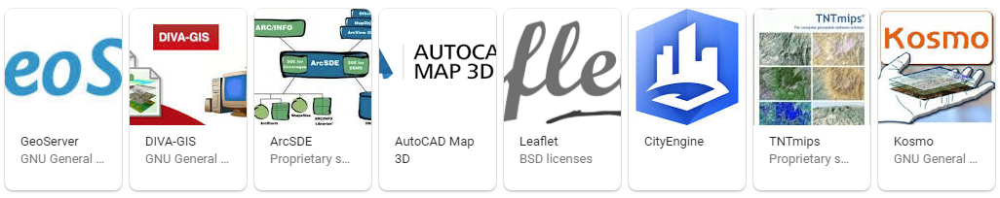 eoS
DIVA-GIS
ARC/INFO
ArcSDE
AUTOCA
MAP 3D
fle
TNTmips
Kosmo
GeoServer
GNU General ...
DIVA-GIS
GNU General ...
ArcSDE
Proprietary s...
AutoCAD Map
3D
Leaflet
BSD licenses
CityEngine
TNTmips
Proprietary s...
Kosmo
GNU General ...